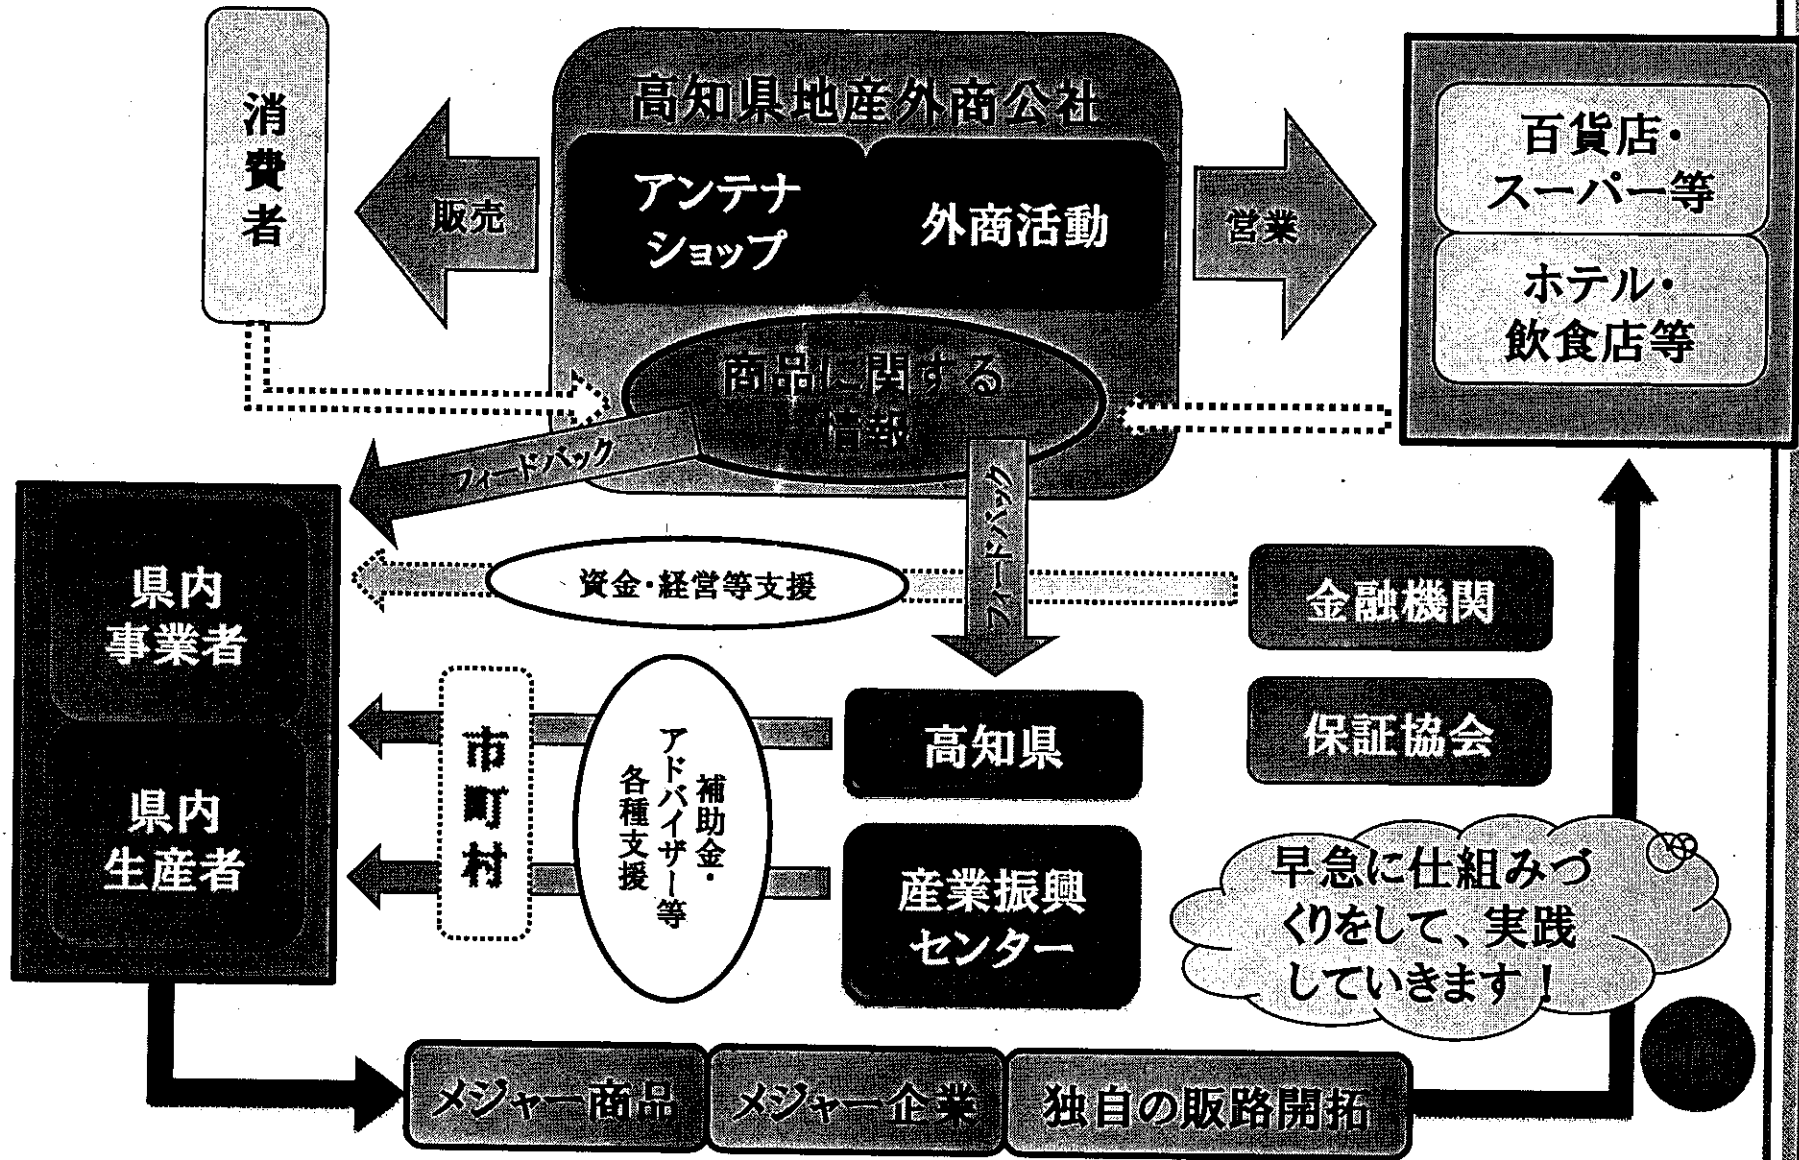 高知県地産外商公社
消費者
販売
アンテナ
ショップ
外商活動
営業
百貨店・
スーパー等
ホテル・
飲食店等
商品に関する
情報
フィードバック
フィードバック
県内
事業者
県内
生産者
資金・経営等支援
金融機関
保証協会
市町村
補助金・
アドバイザー等
各種支援
高知県
産業振興
センター
早急に仕組みづ
くりをして、実践
していきます！
メジャー商品
メジャー企業
独自の販路開拓